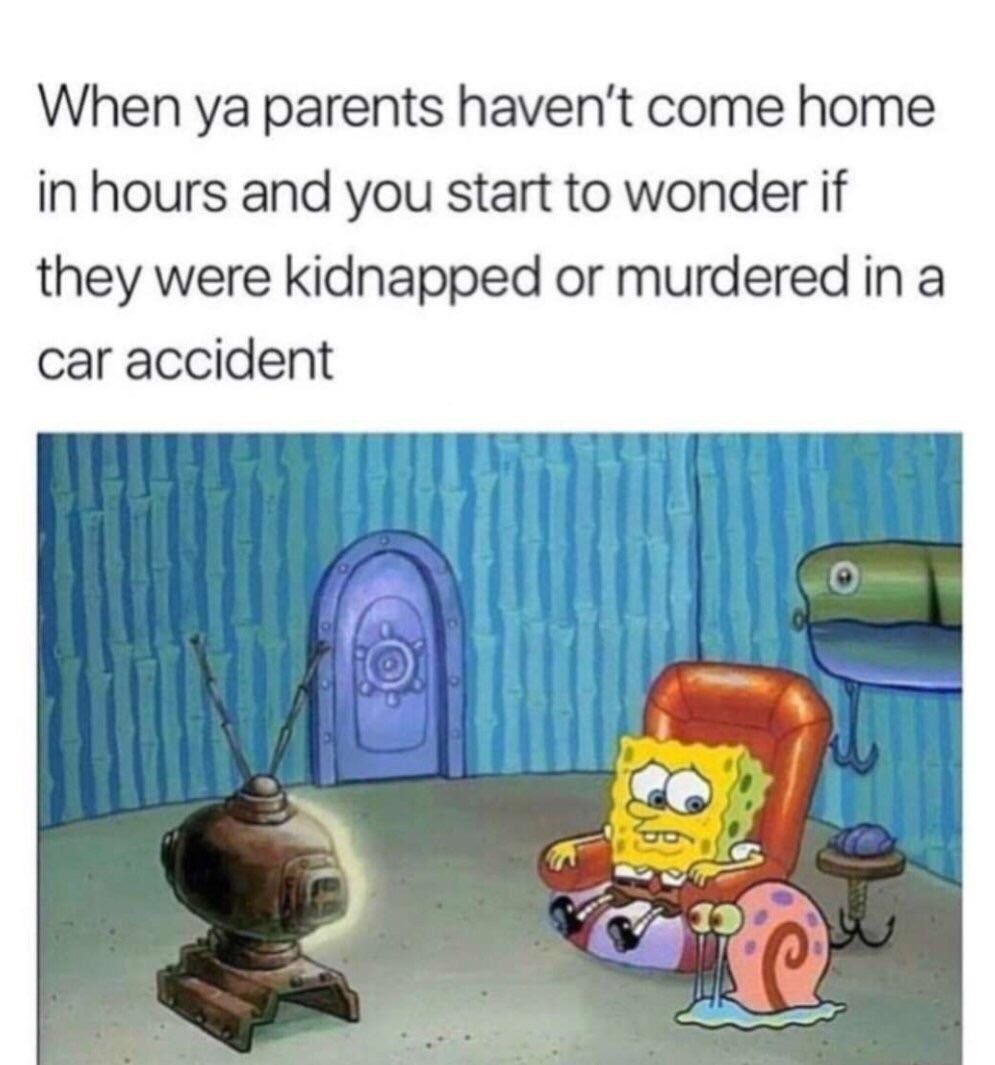 When ya parents haven't come home
in hours and you start to wonder if
they were kidnapped or murdered in a
car accident